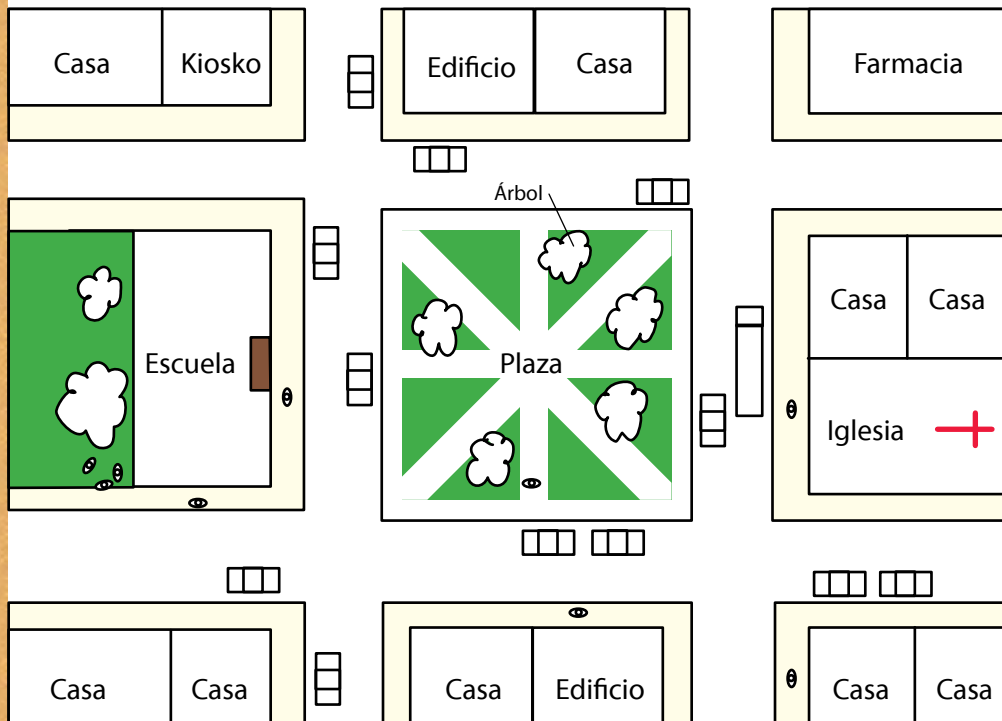 Casa
Kiosko
Edificio
Casa
Farmacia
Árbol
Escuela
Plaza
Casa
Casa
Iglesia
Casa
Casa
Casa
Edificio
Casa
Casa